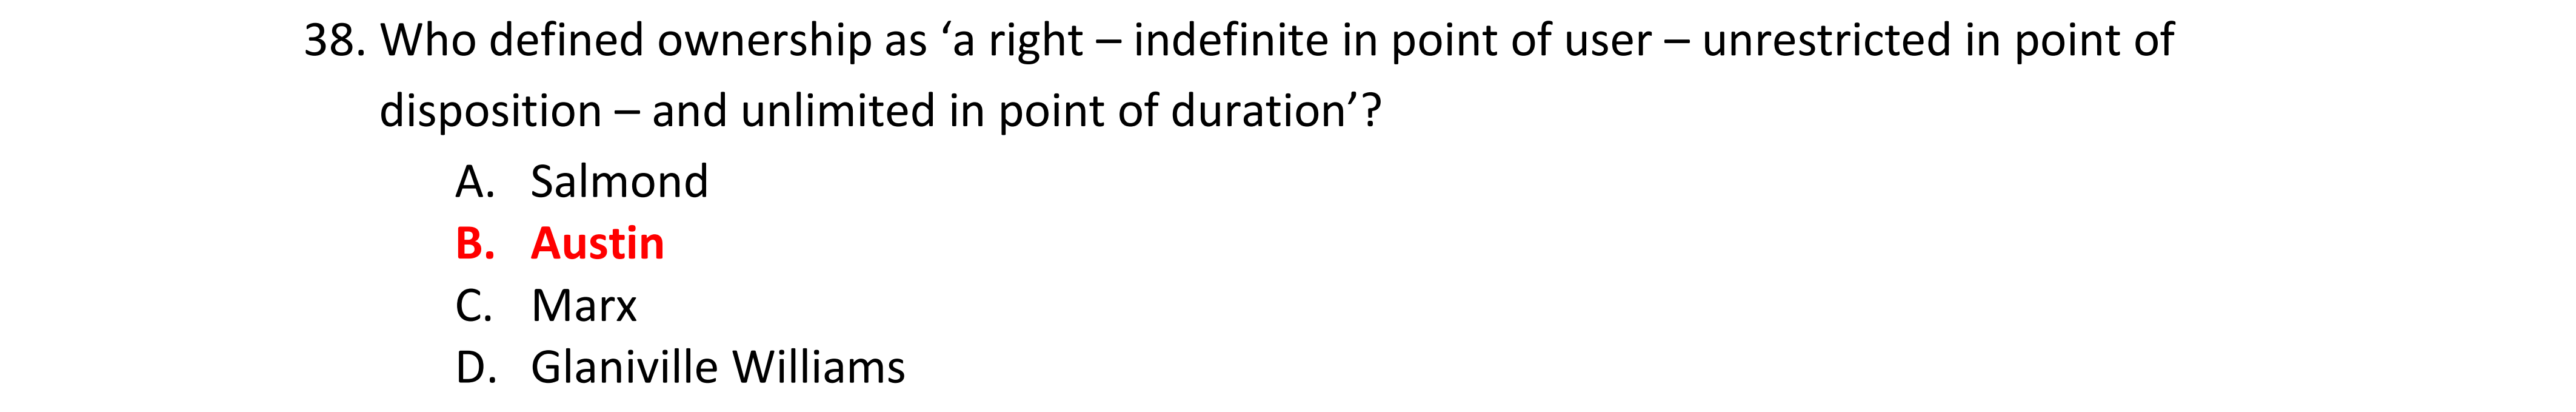 38. Who defined ownership as ‘a right – indefinite in point of user – unrestricted in point of
disposition – and unlimited in point of duration’?
A. Salmond
B. Austin
C. Marx
D. Glaniville Williams